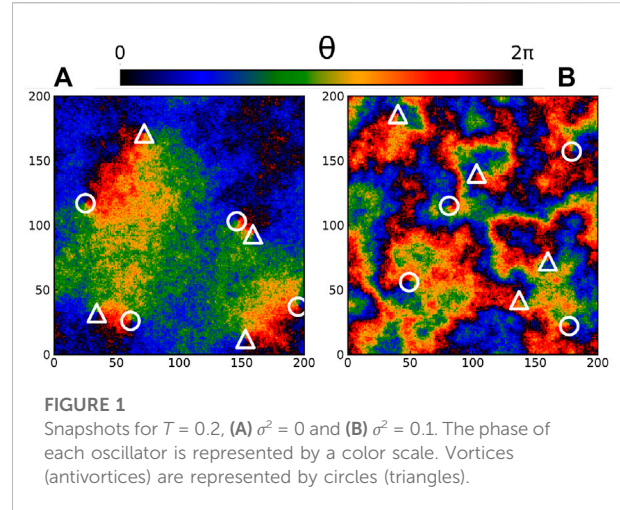 0 θ 2π
A B
200 200
150 150
100 100
50 50
0 0
0 50 100 150 200 0 50 100 150 200
FIGURE 1
Snapshots for T = 0.2, (A) σ² = 0 and (B) σ² = 0.1. The phase of
each oscillator is represented by a color scale. Vortices
(antivortices) are represented by circles (triangles).